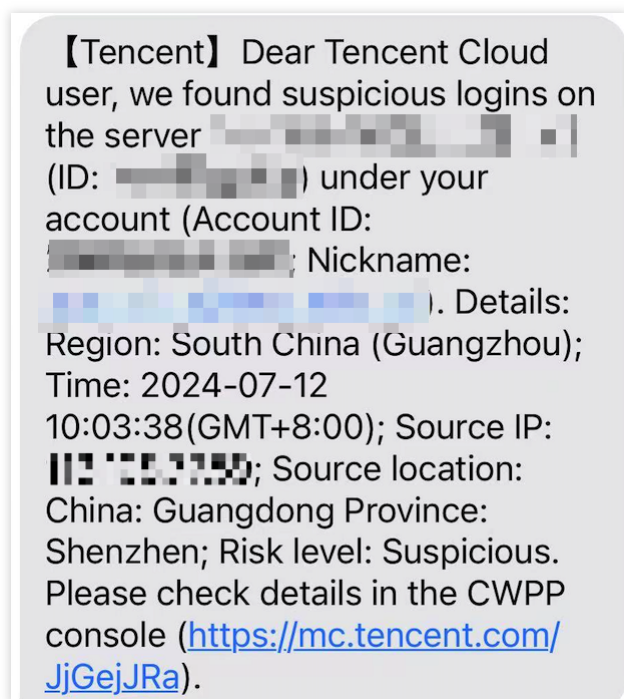 【Tencent】Dear Tencent Cloud
user, we found suspicious logins on
the server
(ID: ) under your
account (Account ID:
; Nickname:
). Details:
Region: South China (Guangzhou);
Time: 2024-07-12
10:03:38(GMT+8:00); Source IP:
; Source location:
China: Guangdong Province:
Shenzhen; Risk level: Suspicious.
Please check details in the CWPP
console (https://mc.tencent.com/
JjGejJRa).